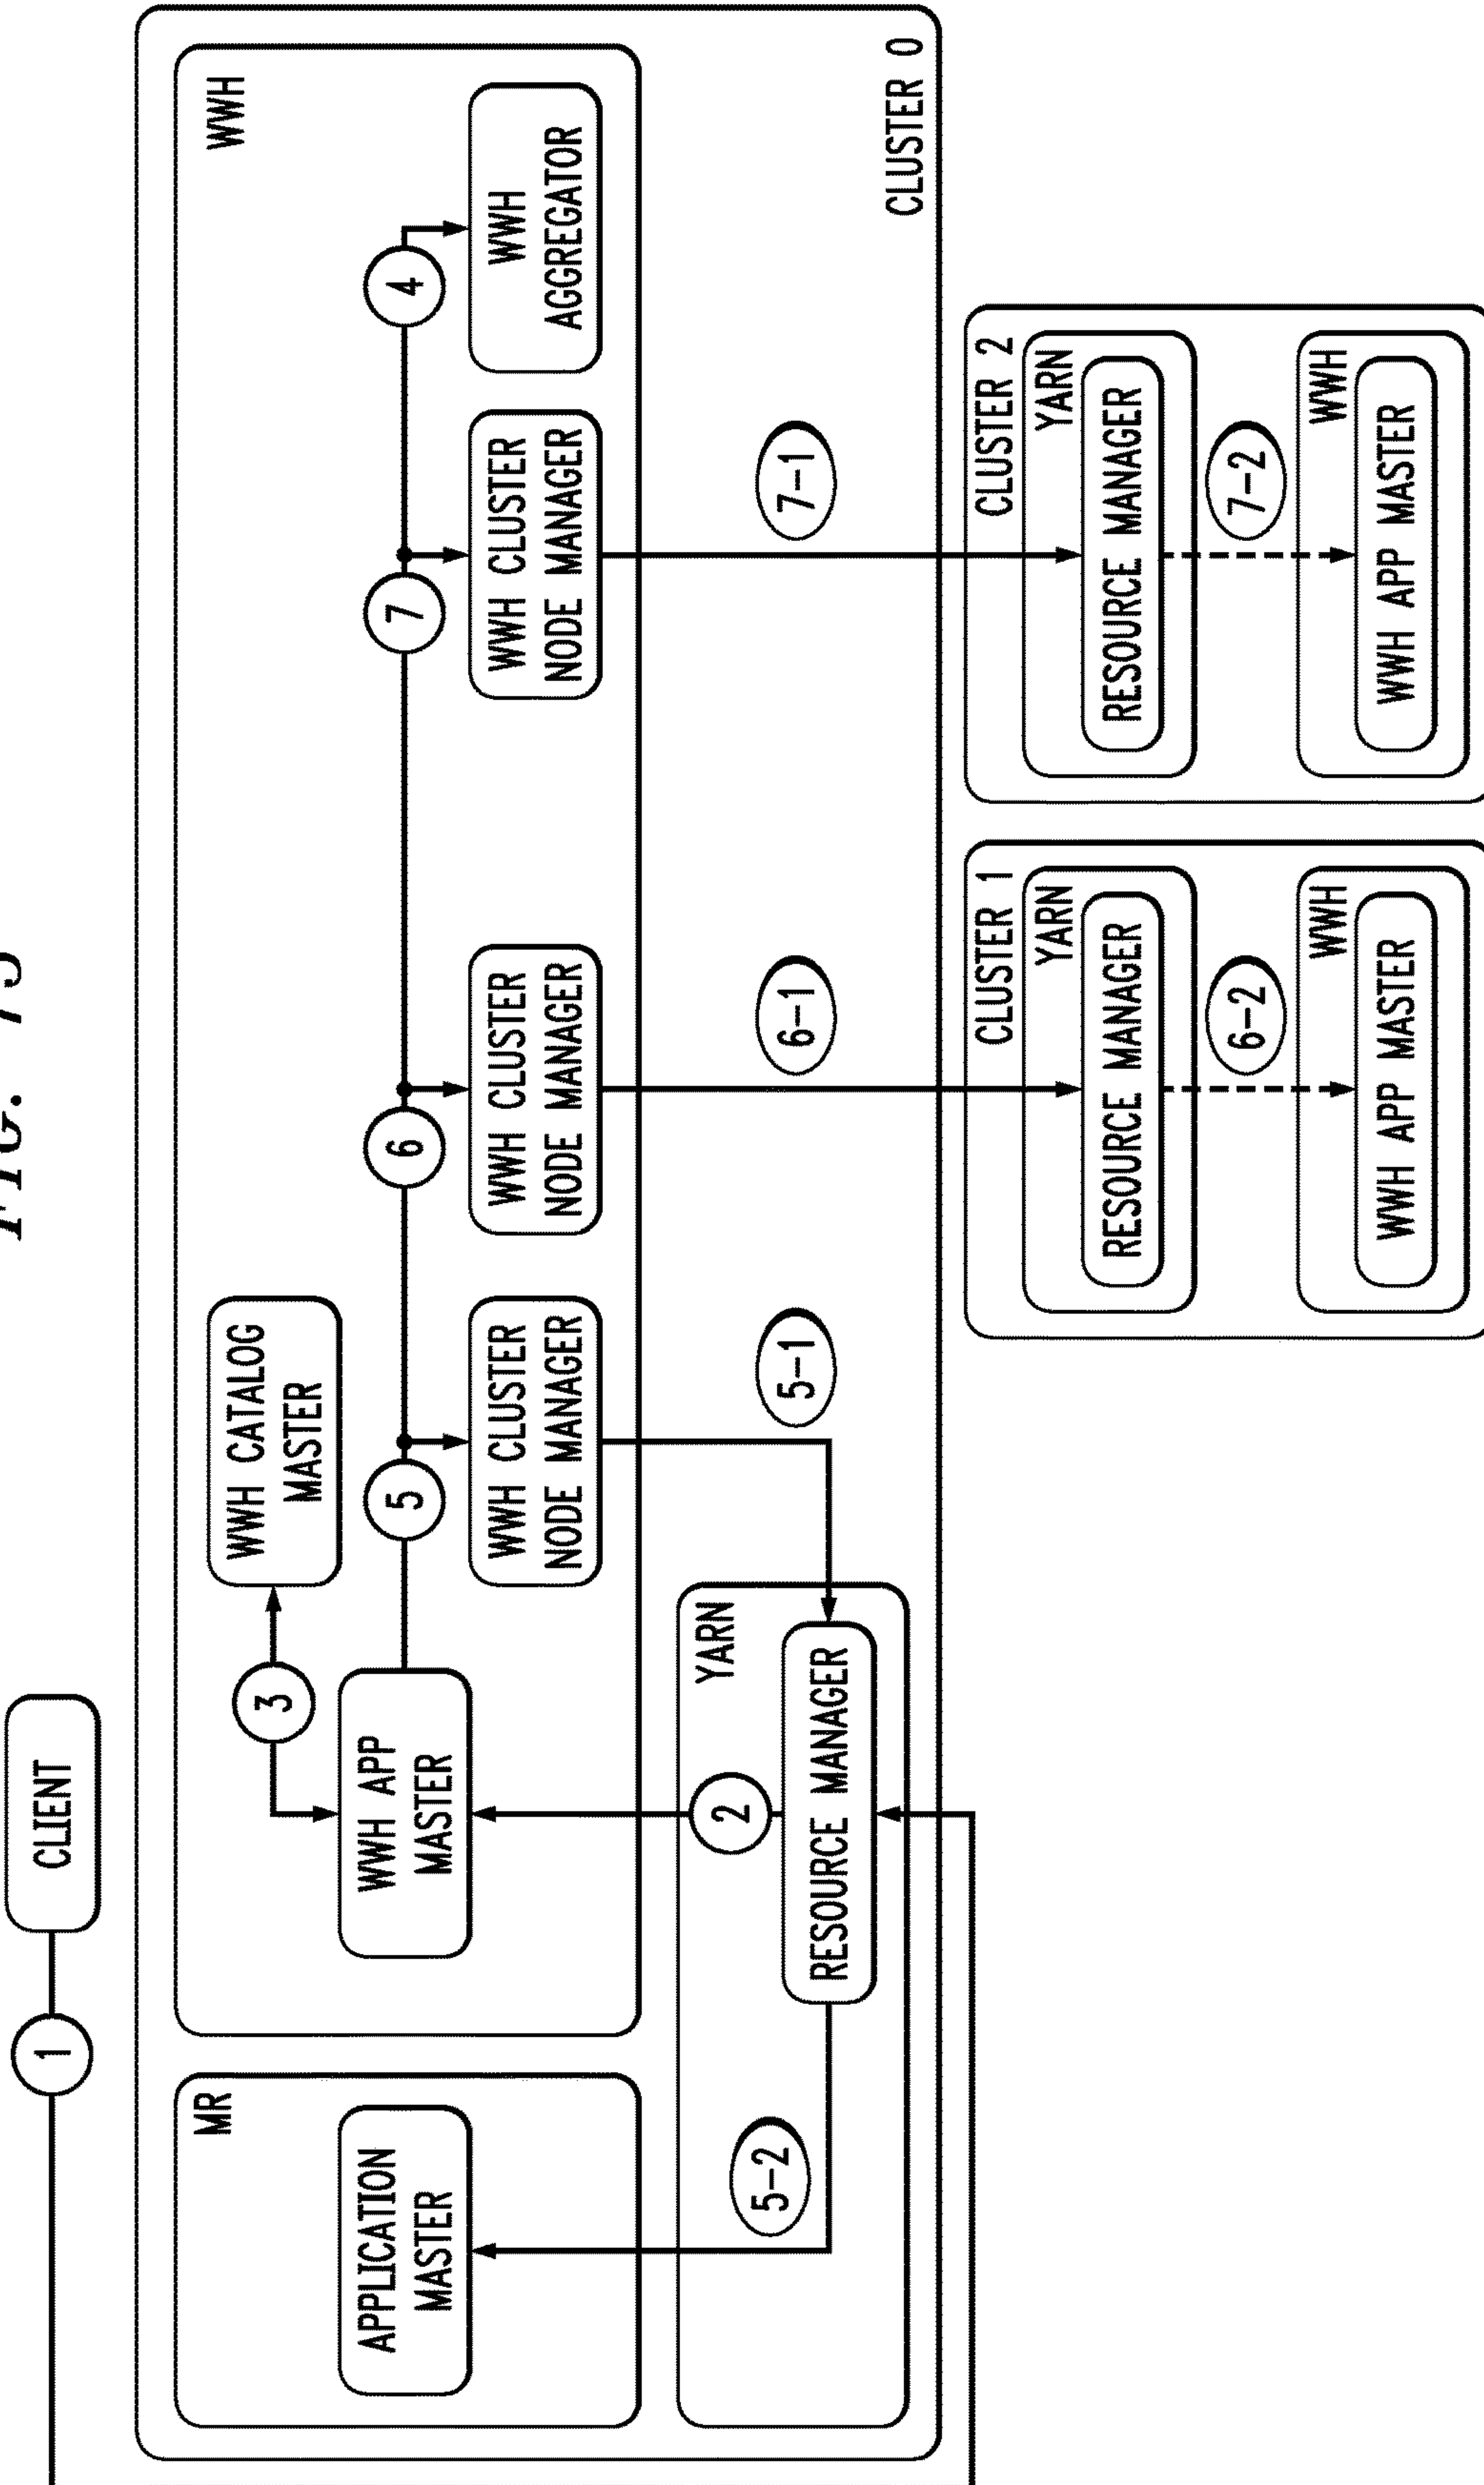 FIG.
1
CLIENT
MR
WWH
WWH CATALOG
MASTER
3
APPLICATION
MASTER
WWH APP
MASTER
5
6
7
4
WWH CLUSTER
NODE MANAGER
WWH CLUSTER
NODE MANAGER
WWH CLUSTER
NODE MANAGER
WWH
AGGREGATOR
YARN
2
5-2
RESOURCE MANAGER
5-1
6-1
7-1
CLUSTER 0
CLUSTER 1
YARN
RESOURCE MANAGER
6-2
WWH
WWH APP MASTER
CLUSTER 2
YARN
RESOURCE MANAGER
7-2
WWH
WWH APP MASTER